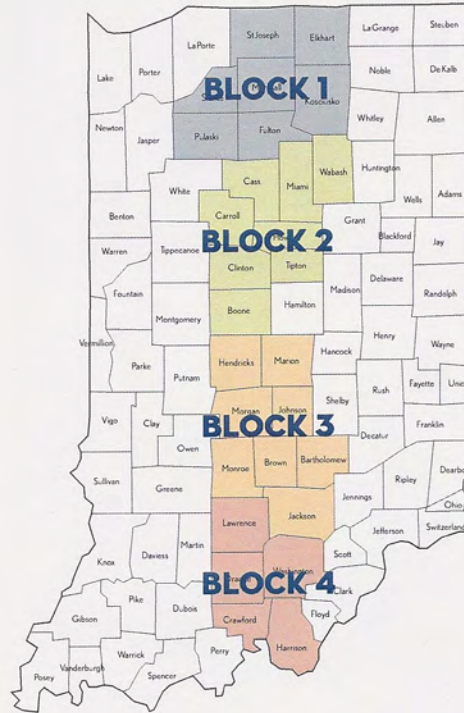 Steuben
St Joseph
Elkhart
LaGrange
LaPorte
Lake
Porter
Noble
DeKalb
BLOCK 1
Kosciusko
Newton
Jasper
Pulaski
Fulton
Whitley
Allen
Wabash
Huntington
Cass
Miami
White
Wells
Adams
Benton
Carroll
Grant
Blackford
Jay
BLOCK 2
Warren
Tippecanoe
Clinton
Tipton
Delaware
Fountain
Madison
Randolph
Boone
Hamilton
Montgomery
Henry
Wayne
Vermillion
Hendricks
Marion
Hancock
Parke
Putnam
Rush
Fayette
Shelby
Morgan
Johnson
Vigo
Clay
BLOCK 3
Franklin
Owen
Decatur
Monroe
Brown
Bartholomew
Sullivan
Greene
Ripley
Dearbo
Jennings
Ohio
Lawrence
Jackson
Jefferson
Switzerland
Knox
Daviess
Martin
Scott
Washington
BLOCK 4
Clark
Pike
Dubois
Gibson
Crawford
Floyd
Harrison
Perry
Warrick
Vanderburgh
Posey
Spencer